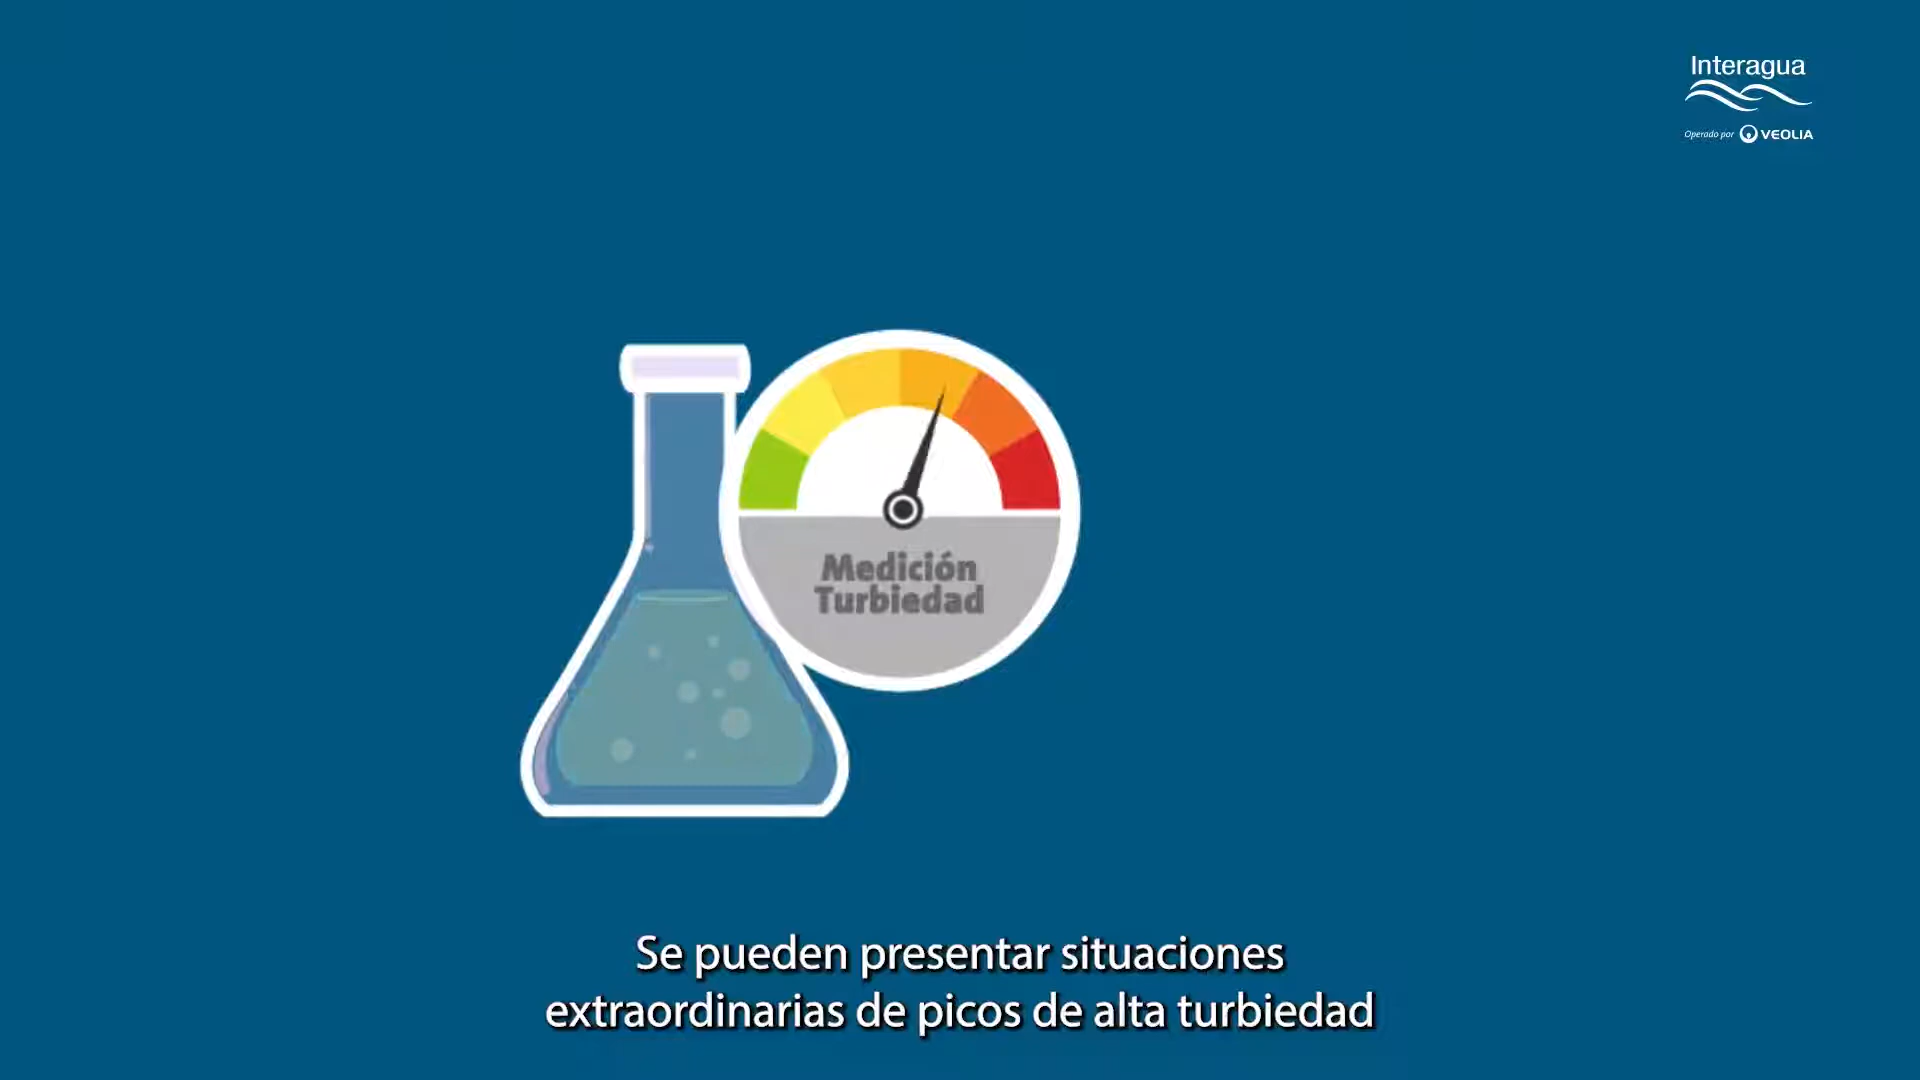 Interagua
Operado por VEOLIA
Medición
Turbiedad
Se pueden presentar situaciones
extraordinarias de picos de alta turbiedad